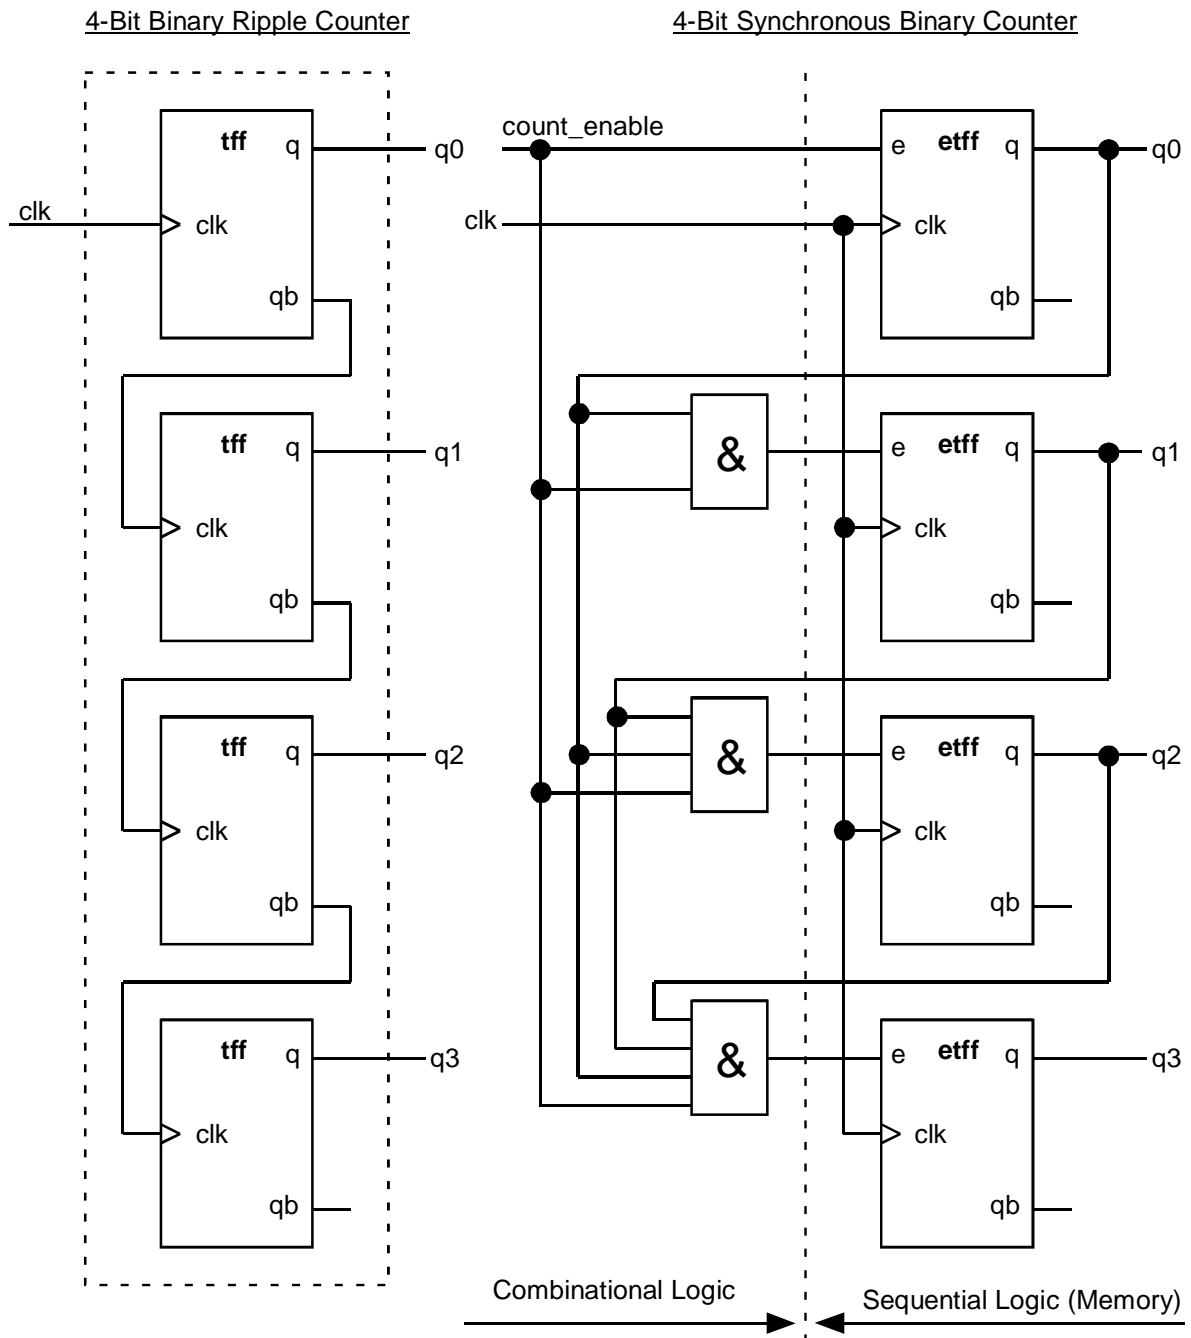 4-Bit Binary Ripple Counter
tff q q0
clk
clk
qb
tff q q1
clk
qb
tff q q2
clk
qb
tff q q3
clk
qb
4-Bit Synchronous Binary Counter
count_enable
e etff q q0
clk
clk
qb
&
e etff q q1
clk
qb
&
e etff q q2
clk
qb
&
e etff q q3
clk
qb
Combinational Logic
Sequential Logic (Memory)